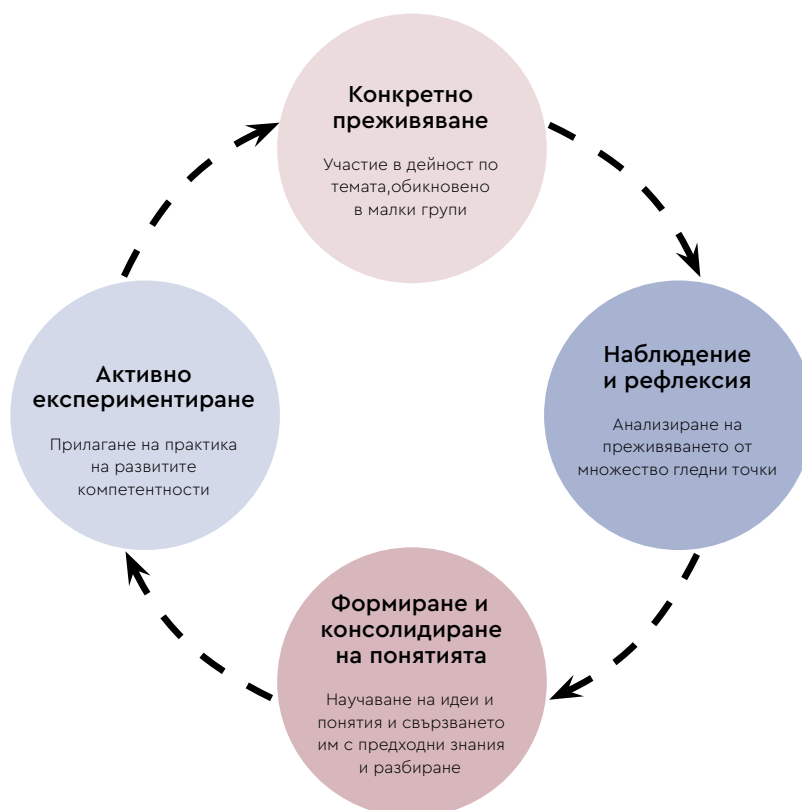 Конкретно
преживяване
Участие в дейност по
темата,обикновено
в малки групи
Наблюдение
и рефлексия
Анализиране на
преживяването от
множество гледни точки
Формиране и
консолидиране
на понятията
Научаване на идеи и
понятия и свързването
им с предходни знания
и разбиране
Активно
експериментиране
Прилагане на практика
на развитите
компетентности